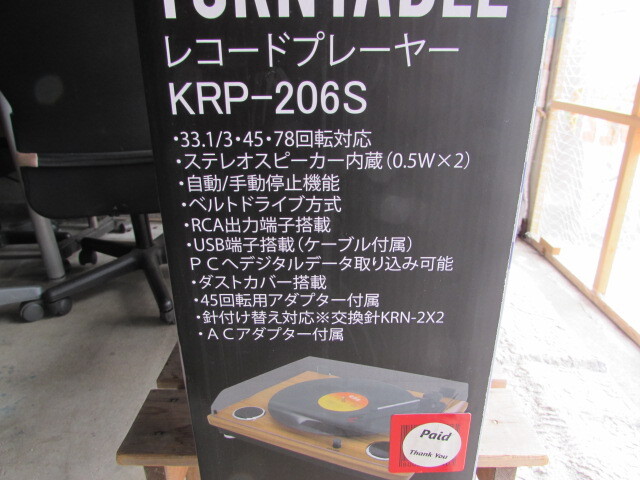 TURNTABLE
レコードプレーヤー
KRP-206S
・33.1/3・45・78回転対応
・ステレオスピーカー内蔵(0.5W×2)
・自動/手動停止機能
・ベルトドライブ方式
・RCA出力端子搭載
・USB端子搭載(ケーブル付属)
ＰＣへデジタルデータ取り込み可能
・ダストカバー搭載
・45回転用アダプター付属
・針付け替え対応※交換針KRN-2X2
・ＡＣアダプター付属
Paid
Thank You